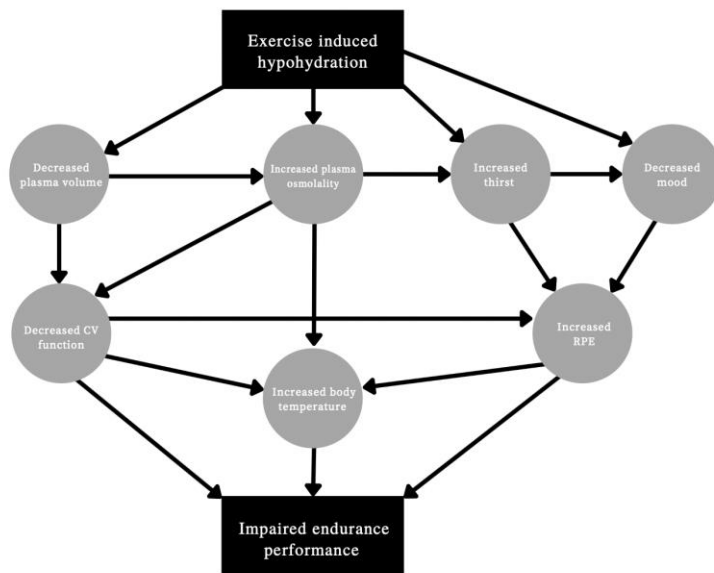 Exercise induced
hypohydration
Decreased
plasma volume
Increased plasma
osmolality
Increased
thirst
Decreased
mood
Decreased CV
function
Increased
RPE
Increased body
temperature
Impaired endurance
performance